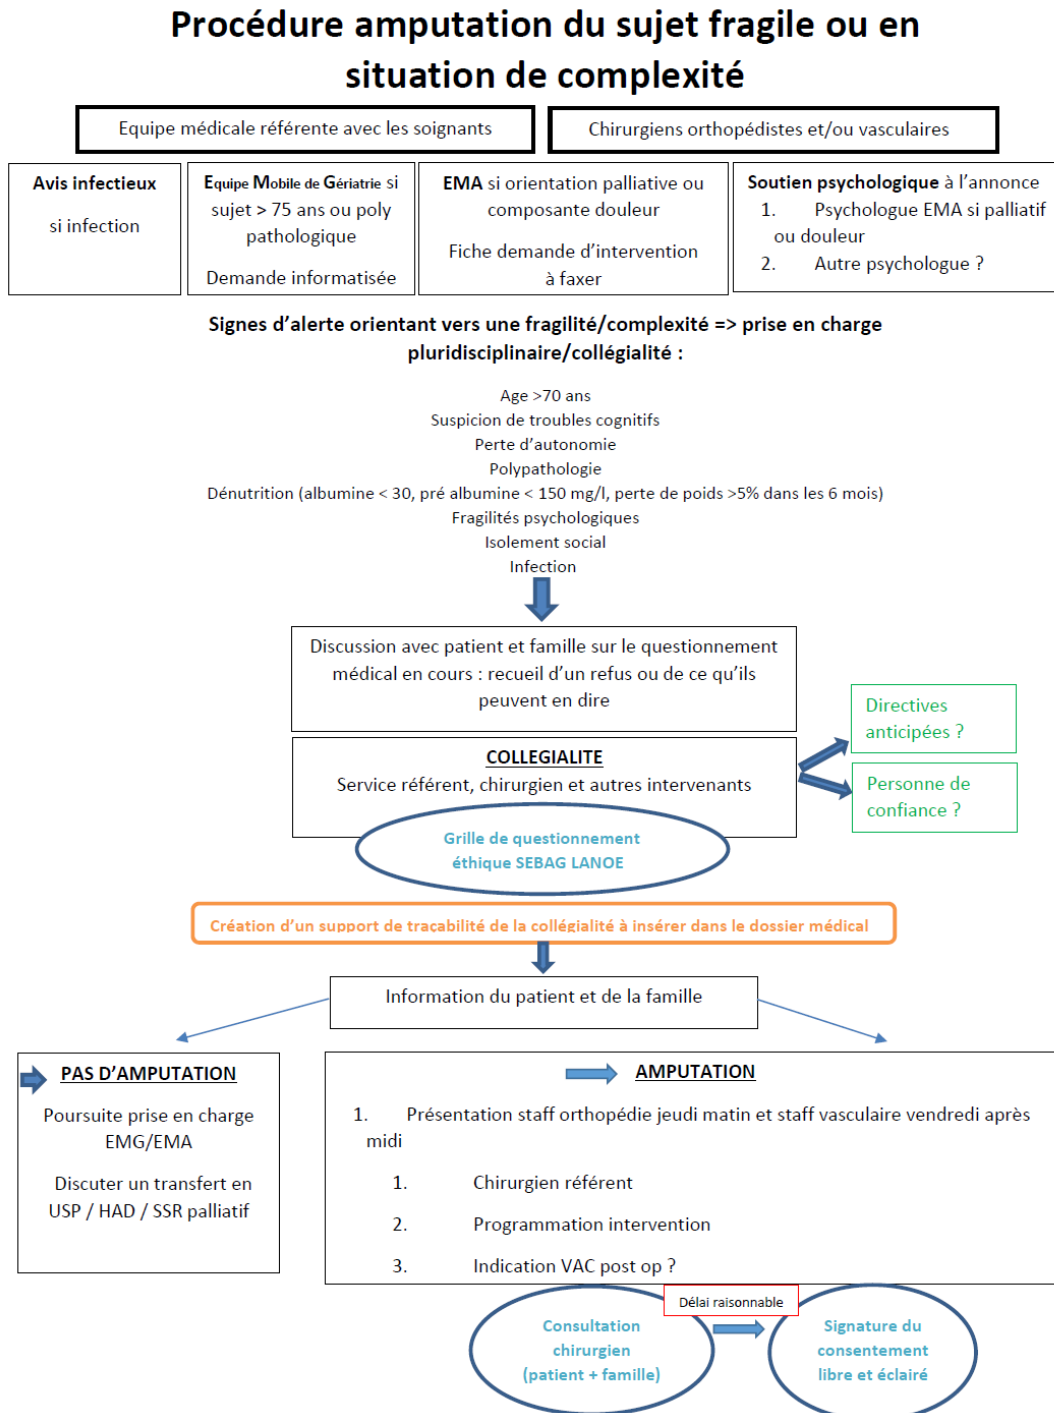 Procédure amputation du sujet fragile ou en
situation de complexité
Equipe médicale référente avec les soignants
Chirurgiens orthopédistes et/ou vasculaires
Avis infectieux
si infection
Equipe Mobile de Gériatrie si
sujet > 75 ans ou poly
pathologique
Demande informatisée
EMA si orientation palliative ou
composante douleur
Fiche demande d'intervention
à faxer
Soutien psychologique à l'annonce
1. Psychologue EMA si palliatif
ou douleur
2. Autre psychologue ?
Signes d'alerte orientant vers une fragilité/complexité => prise en charge
pluridisciplinaire/collégialité :
Age >70 ans
Suspicion de troubles cognitifs
Perte d'autonomie
Polypathologie
Dénutrition (albumine < 30, pré albumine < 150 mg/l, perte de poids >5% dans les 6 mois)
Fragilités psychologiques
Isolement social
Infection
Discussion avec patient et famille sur le questionnement
médical en cours : recueil d'un refus ou de ce qu'ils
peuvent en dire
COLLEGIALITE
Service référent, chirurgien et autres intervenants
Directives
anticipées ?
Personne de
confiance ?
Grille de questionnement
éthique SEBAG LANOE
Création d'un support de traçabilité de la collégialité à insérer dans le dossier médical
Information du patient et de la famille
PAS D'AMPUTATION
Poursuite prise en charge
EMG/EMA
Discuter un transfert en
USP / HAD / SSR palliatif
AMPUTATION
1. Présentation staff orthopédie jeudi matin et staff vasculaire vendredi après
midi
1. Chirurgien référent
2. Programmation intervention
3. Indication VAC post op ?
Délai raisonnable
Consultation
chirurgien
(patient + famille)
Signature du
consentement
libre et éclairé